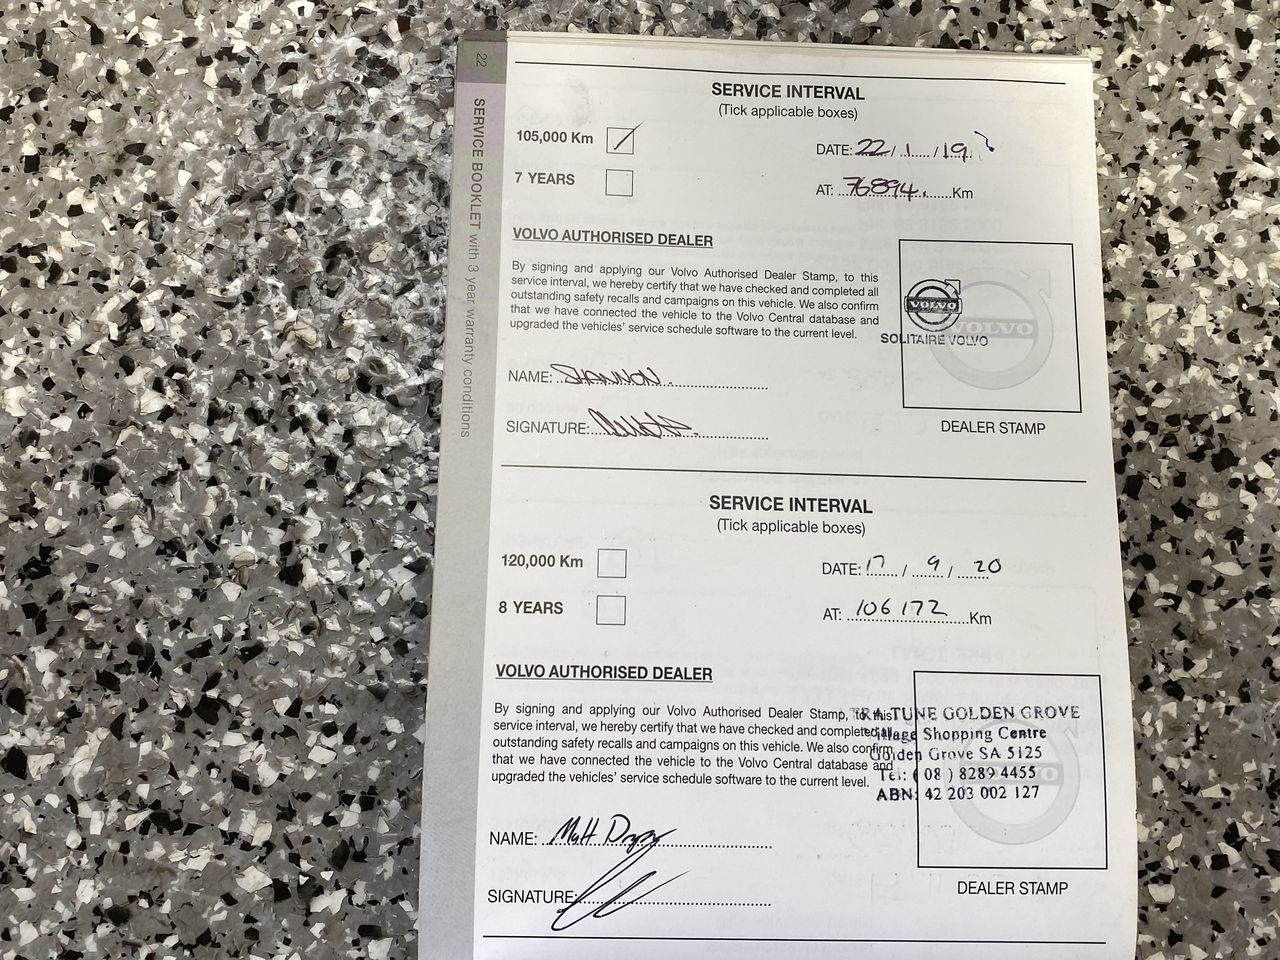 22
SERVICE BOOKLET with 3 year warranty conditions
SERVICE INTERVAL
(Tick applicable boxes)
105,000 Km
DATE: 22/1/19
7 YEARS
AT: 76894 Km
VOLVO AUTHORISED DEALER
By signing and applying our Volvo Authorised Dealer Stamp, to this
service interval, we hereby certify that we have checked and completed all
outstanding safety recalls and campaigns on this vehicle. We also confirm
that we have connected the vehicle to the Volvo Central database and
upgraded the vehicles' service schedule software to the current level.
VOLVO
VOLVO
SOLITAIRE VOLVO
NAME: SHANNON
SIGNATURE:
DEALER STAMP
SERVICE INTERVAL
(Tick applicable boxes)
120,000 Km
DATE: 17/9/20
8 YEARS
AT: 106172 Km
VOLVO AUTHORISED DEALER
By signing and applying our Volvo Authorised Dealer Stamp, to this
service interval, we hereby certify that we have checked and completed all
outstanding safety recalls and campaigns on this vehicle. We also confirm
that we have connected the vehicle to the Volvo Central database and
upgraded the vehicles' service schedule software to the current level.
TUNE GOLDEN GROVE
Village Shopping Centre
Golden Grove SA 5125
Tel: ( 08 ) 8289 4455
ABN: 42 203 002 127
VOLVO
NAME: Matt
SIGNATURE:
DEALER STAMP